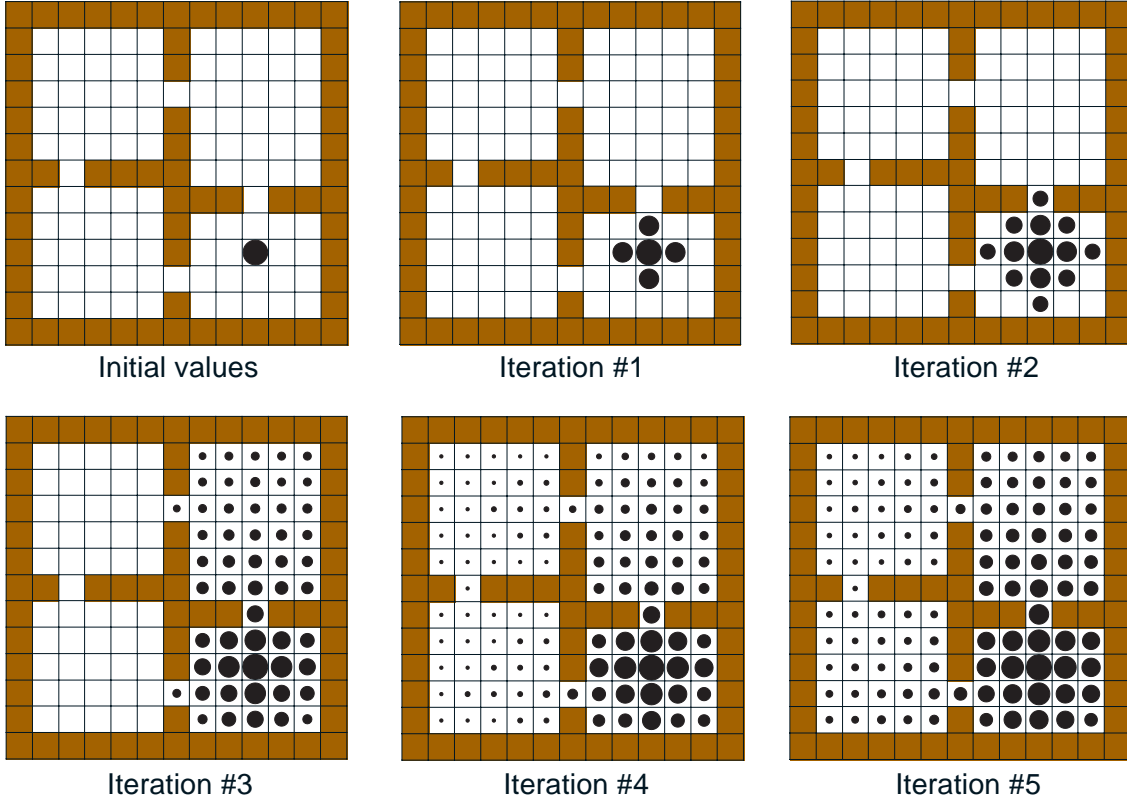 Initial values
Iteration #1
Iteration #2
Iteration #3
Iteration #4
Iteration #5